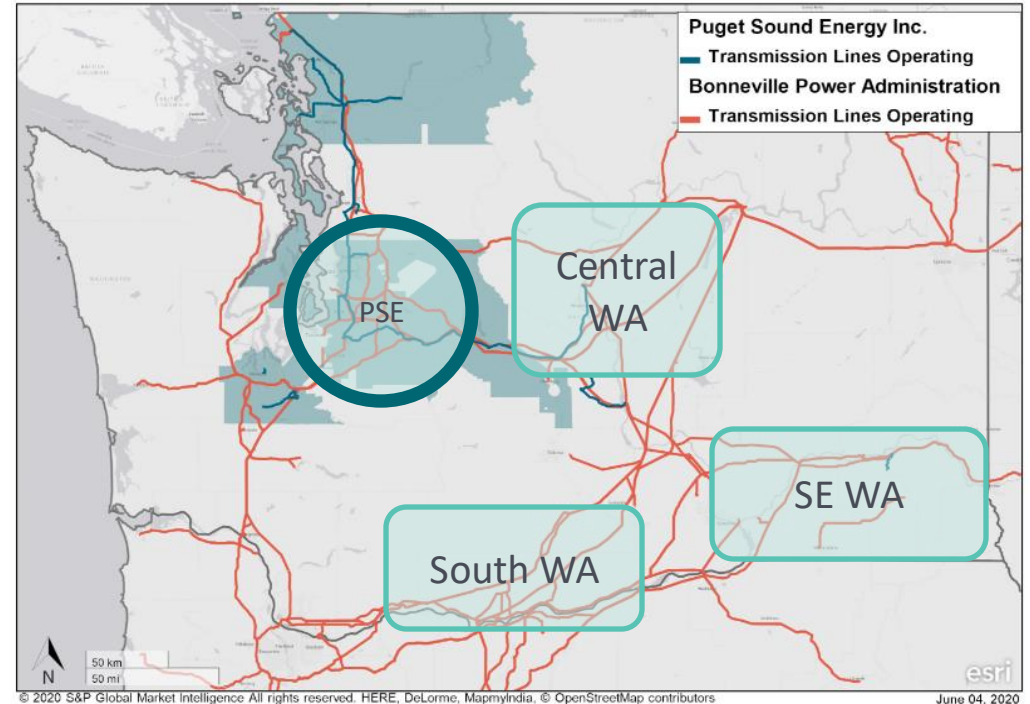 Puget Sound Energy Inc.
Transmission Lines Operating
Bonneville Power Administration
Transmission Lines Operating
Central
WA
PSE
SE WA
South WA
N
50 km
50 mi
esri
© 2020 S&P Global Market Intelligence All rights reserved. HERE, DeLorme, MapmyIndia, © OpenStreetMap contributors
June 04, 2020